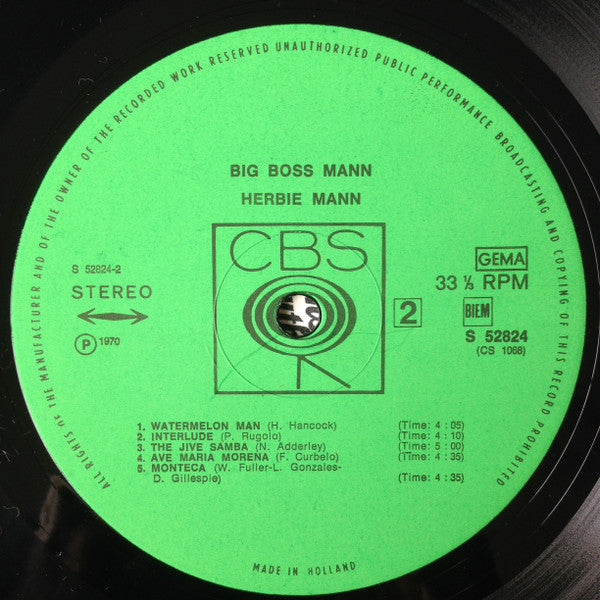 ALL RIGHTS OF THE MANUFACTURER AND OF THE OWNER OF THE RECORDED WORK RESERVED UNAUTHORIZED PUBLIC PERFORMANCE BROADCASTING AND COPYING OF THIS RECORD PROHIBITED
BIG BOSS MANN
HERBIE MANN
CBS
S 52824-2
STEREO
P 1970
GEMA
33 ⅓ RPM
2
BIEM
S 52824
(CS 1068)
1. WATERMELON MAN (H. Hancock) (Time: 4 : 05)
2. INTERLUDE (P. Rugolo) (Time: 4 : 10)
3. THE JIVE SAMBA (N. Adderley) (Time: 5 : 00)
4. AVE MARIA MORENA (F. Curbelo) (Time: 4 : 35)
5. MONTECA (W. Fuller-L. Gonzales-
D. Gillespie) (Time: 4 : 35)
MADE IN HOLLAND